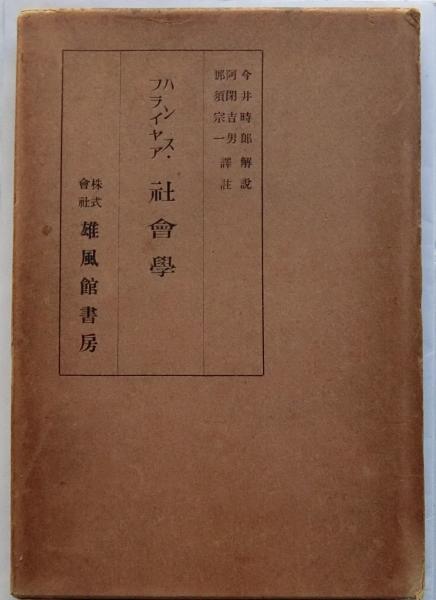 今井時郎 解說
阿閉吉男
那須宗一 譯註
ハンス・
フライヤア
社會學
株式
會社
雄風館書房